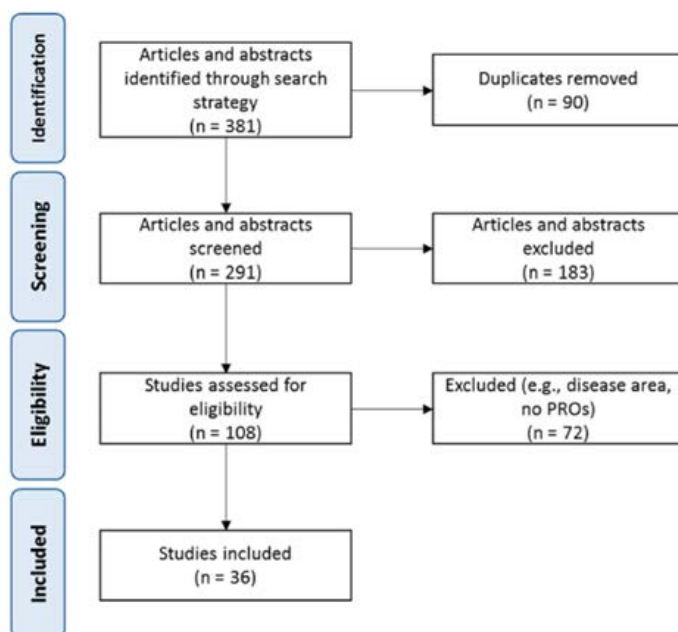 Identification
Articles and abstracts
identified through search
strategy
(n = 381)
Duplicates removed
(n = 90)
Screening
Articles and abstracts
screened
(n = 291)
Articles and abstracts
excluded
(n = 183)
Eligibility
Studies assessed for
eligibility
(n = 108)
Excluded (e.g., disease area,
no PROs)
(n = 72)
Included
Studies included
(n = 36)